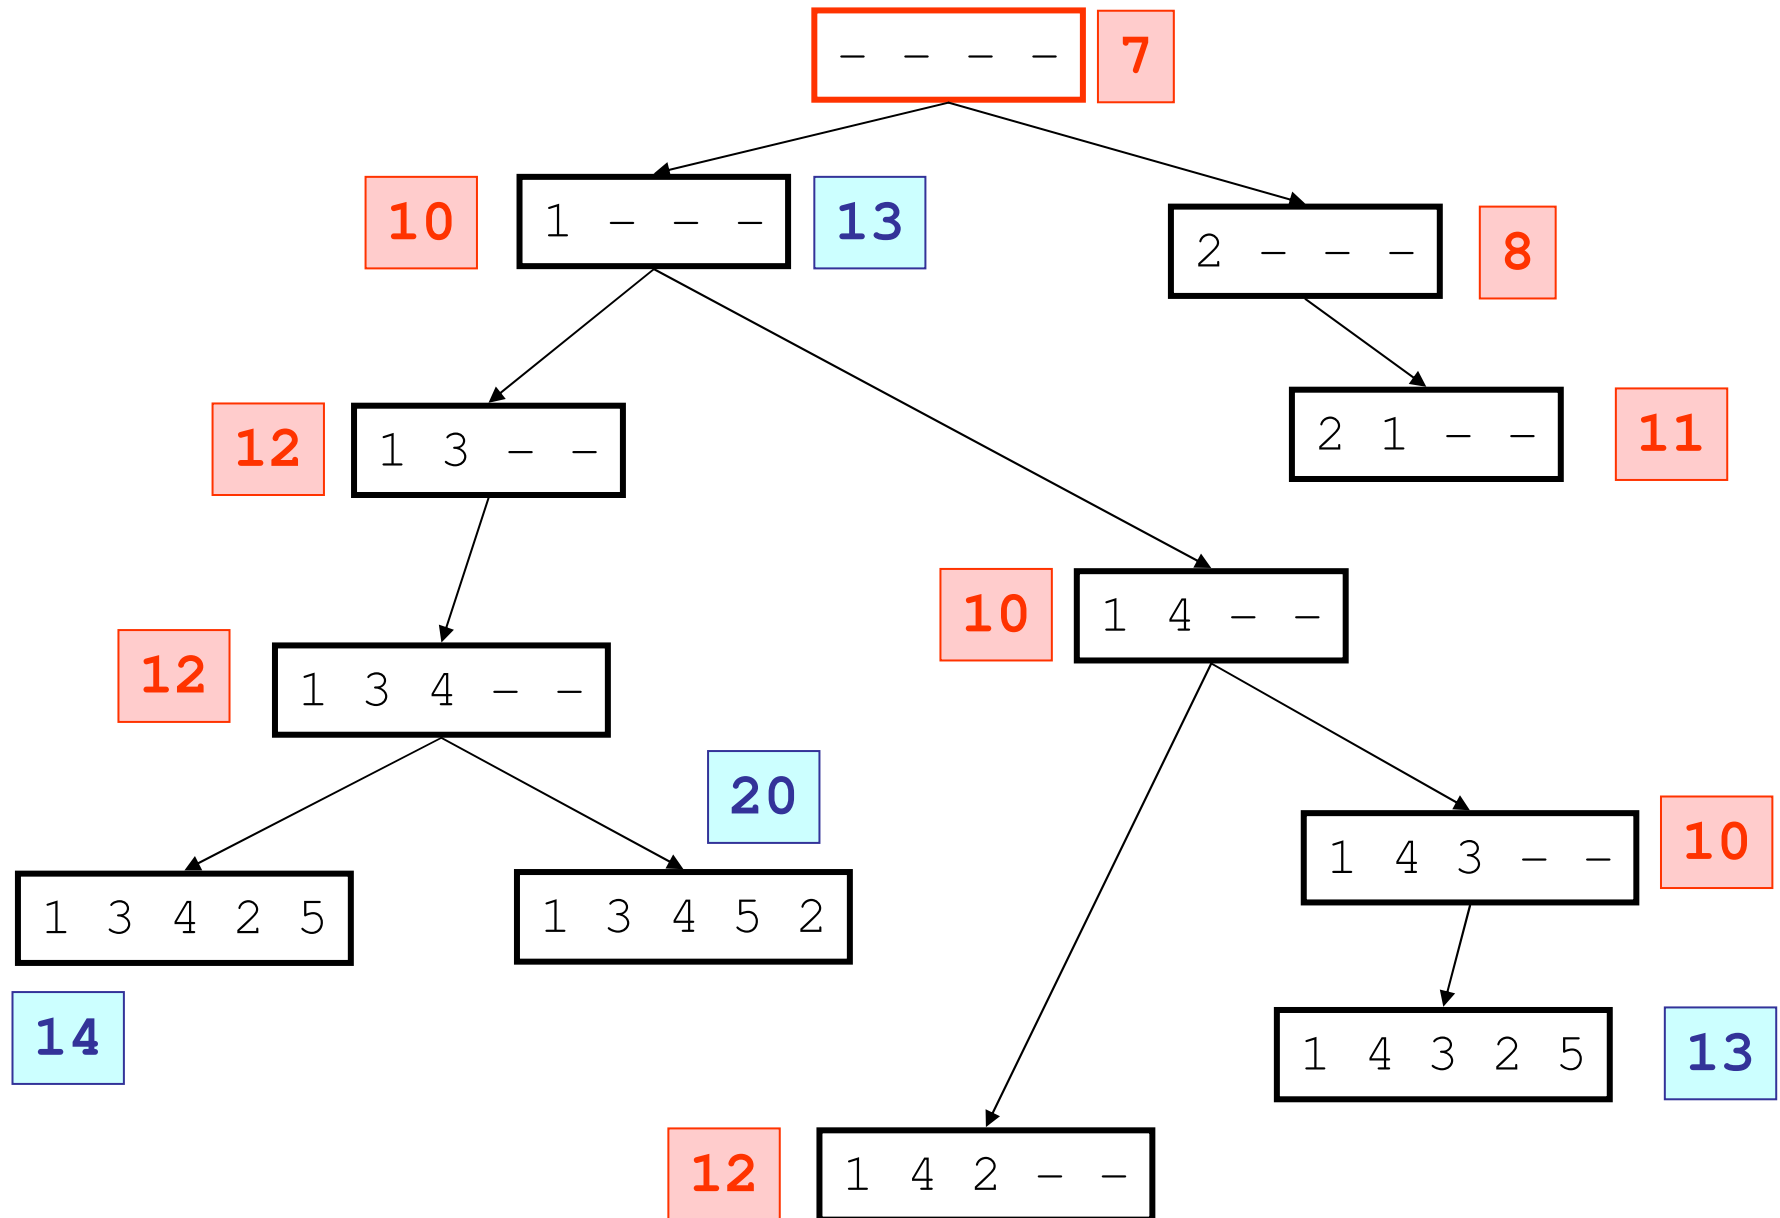 - - - - 7
10 1 - - - 13
2 - - - 8
12 1 3 - -
2 1 - - 11
10 1 4 - -
12 1 3 4 - -
20
1 4 3 - - 10
1 3 4 2 5
1 3 4 5 2
14
1 4 3 2 5 13
12 1 4 2 - -